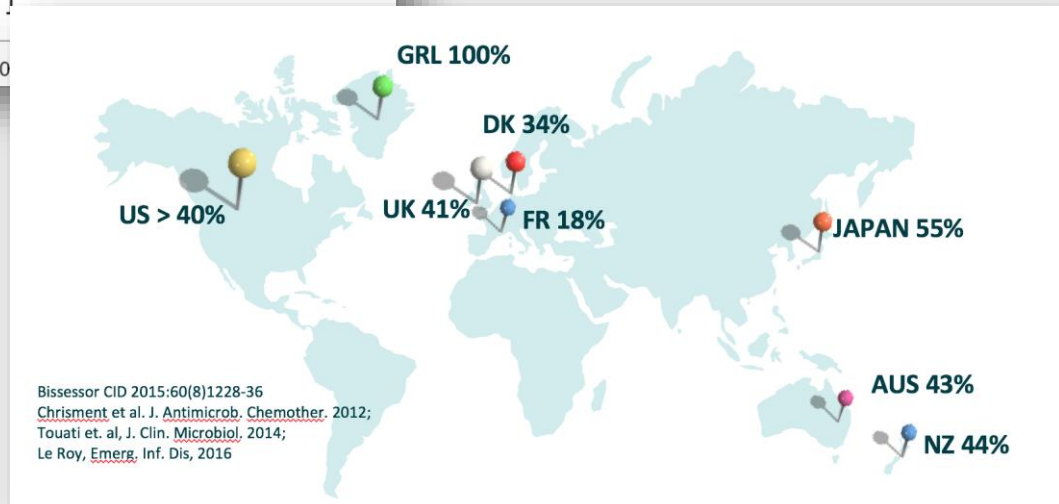 GRL 100%
DK 34%
US > 40%
UK 41%
FR 18%
JAPAN 55%
AUS 43%
NZ 44%
Bissessor CID 2015:60(8)1228-36
Chrisment et al. J. Antimicrob. Chemother. 2012;
Touati et. al, J. Clin. Microbiol. 2014;
Le Roy, Emerg. Inf. Dis, 2016